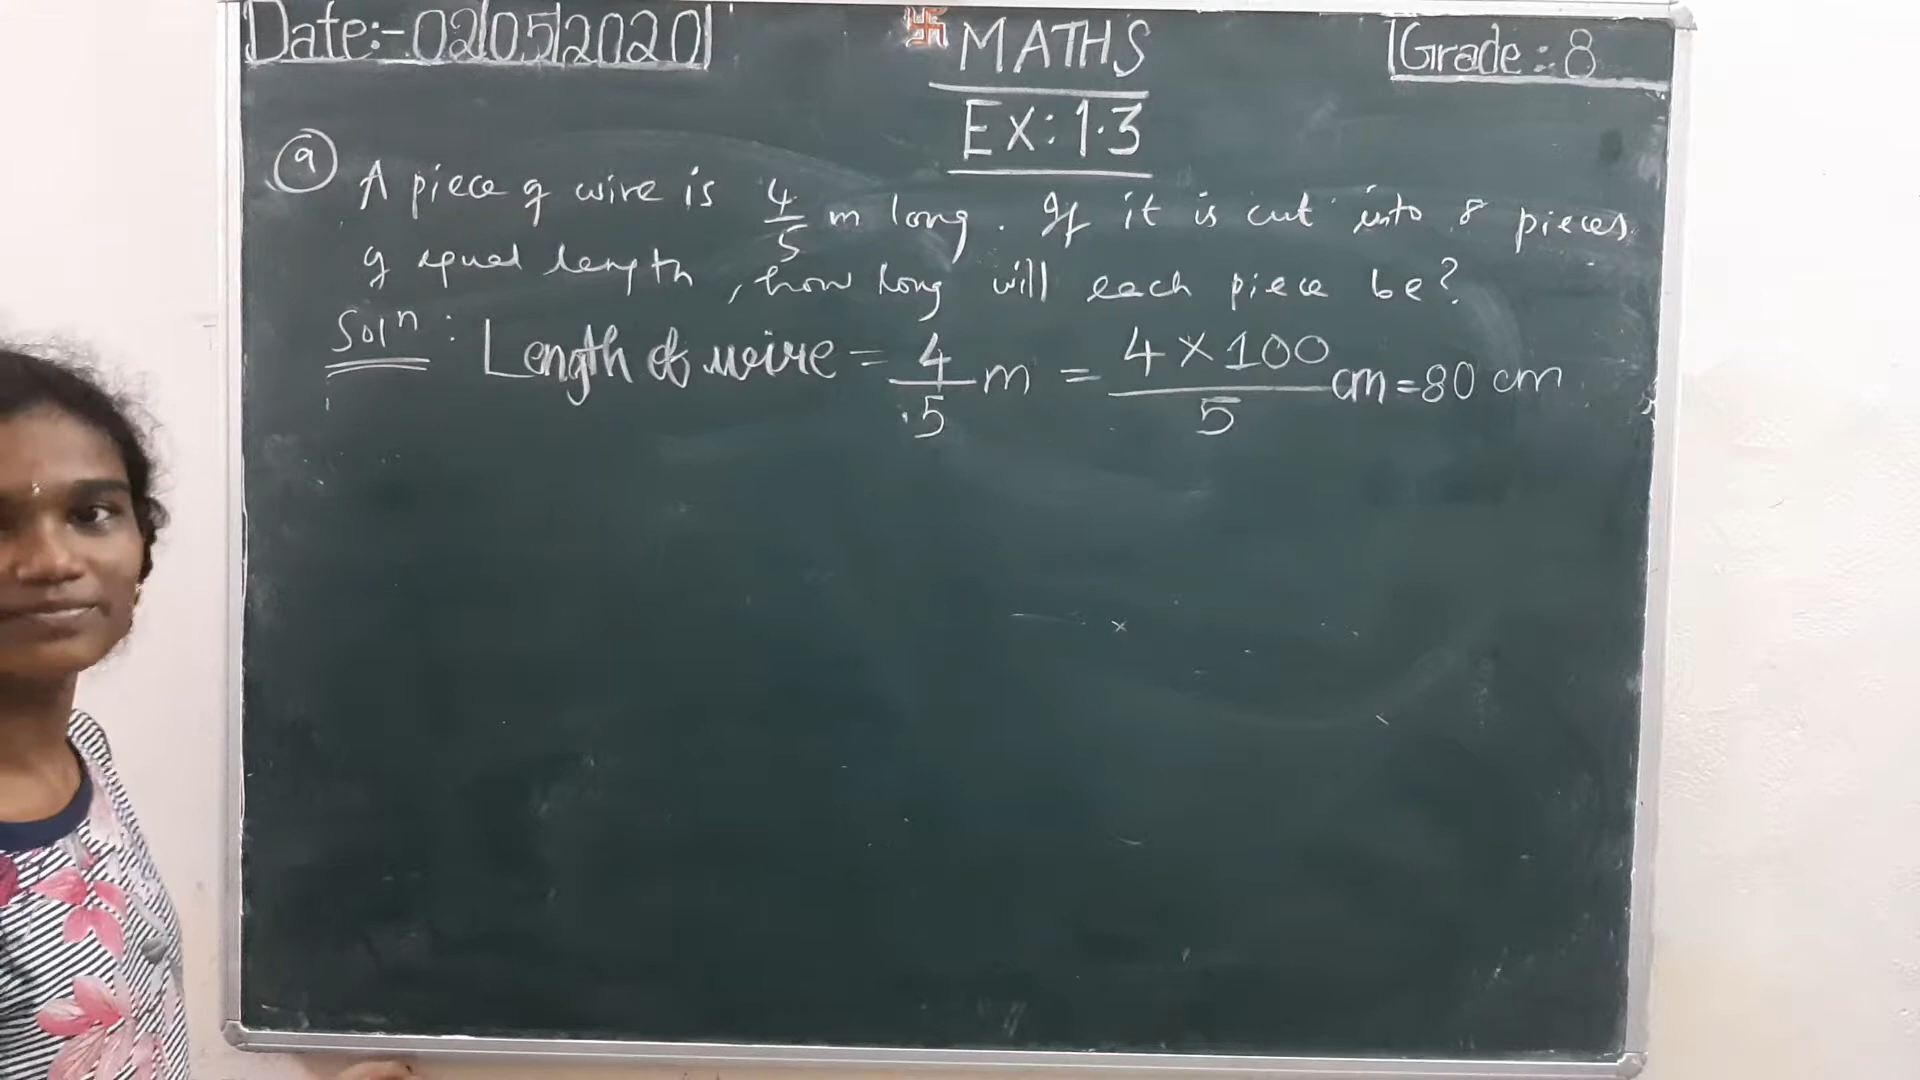 Date:-02/05/2020
卐 MATHS
Grade:-8
EX:1.3
9 A piece of wire is 4/5 m long. If it is cut into 8 pieces
of equal length, how long will each piece be?
Solⁿ: Length of wire = 4/5 m = 4×100/5 cm = 80 cm